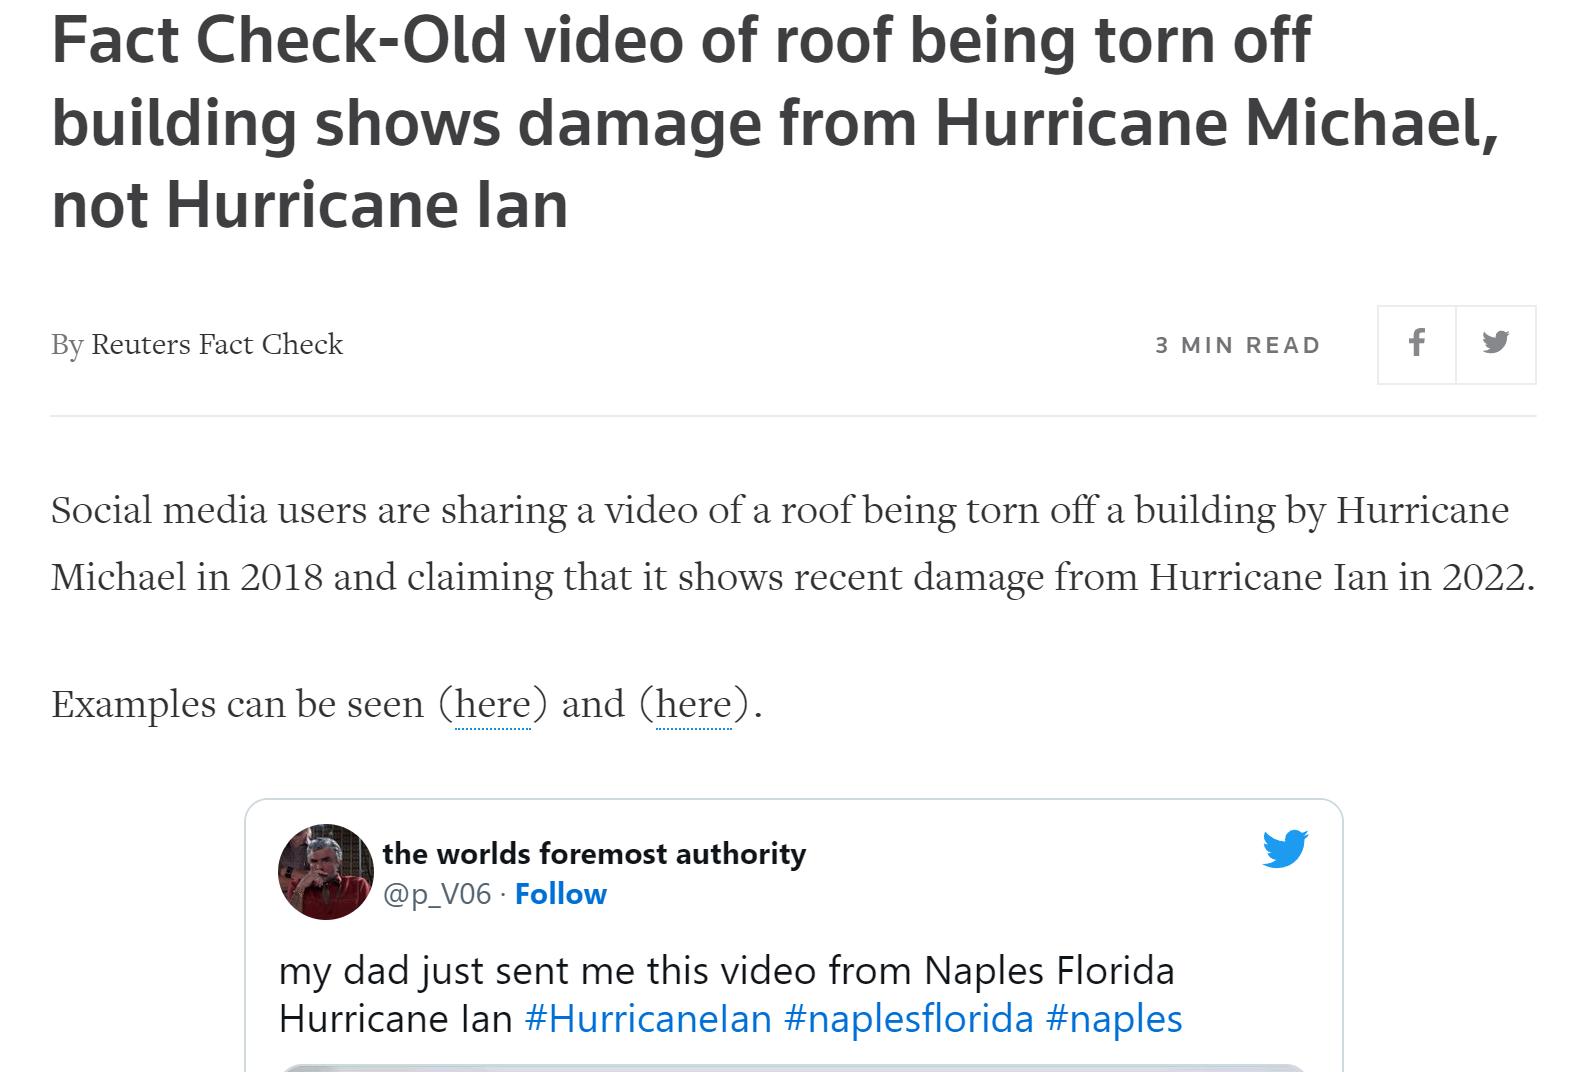 Fact Check-Old video of roof being torn off
building shows damage from Hurricane Michael,
not Hurricane Ian
By Reuters Fact Check
3 MIN READ
Social media users are sharing a video of a roof being torn off a building by Hurricane
Michael in 2018 and claiming that it shows recent damage from Hurricane Ian in 2022.
Examples can be seen (here) and (here).
the worlds foremost authority
@p_V06 · Follow
my dad just sent me this video from Naples Florida
Hurricane Ian #HurricaneIan #naplesflorida #naples